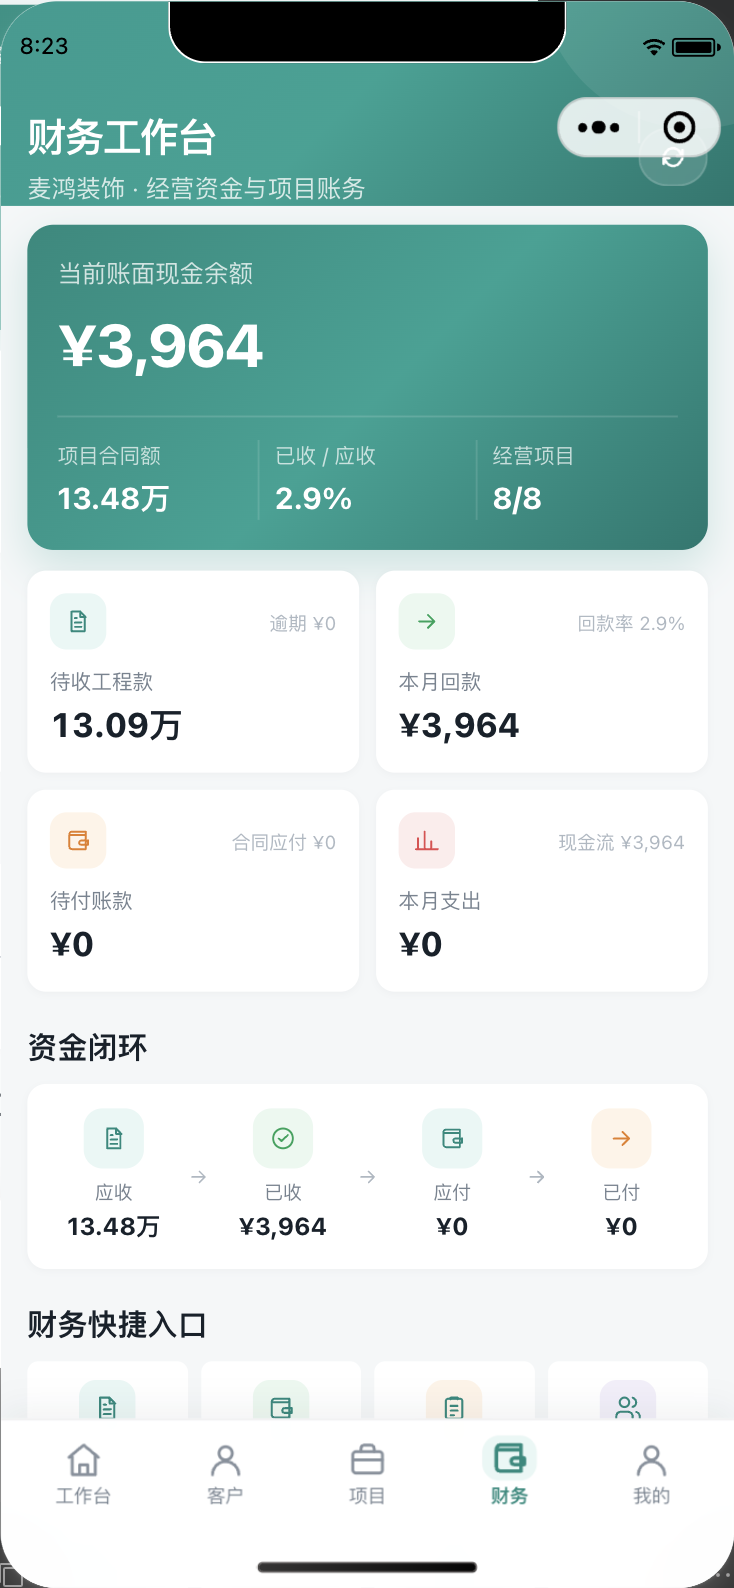 8:23
财务工作台
麦鸿装饰 · 经营资金与项目账务
当前账面现金余额
¥3,964
项目合同额
13.48万
已收 / 应收
2.9%
经营项目
8/8
逾期 ¥0
待收工程款
13.09万
回款率 2.9%
本月回款
¥3,964
合同应付 ¥0
待付账款
¥0
现金流 ¥3,964
本月支出
¥0
资金闭环
应收
13.48万
已收
¥3,964
应付
¥0
已付
¥0
财务快捷入口
工作台
客户
项目
财务
我的